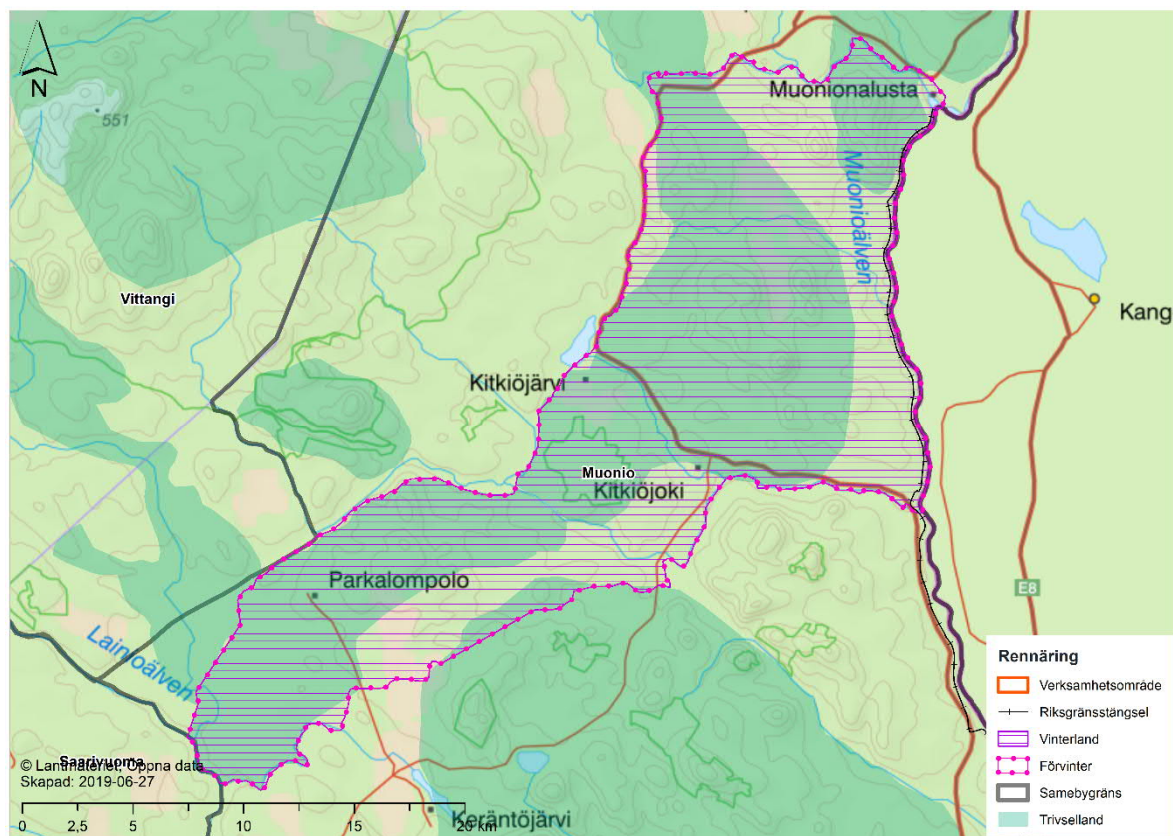 N
551
Muonionalusta
Muonioälven
Vittangi
Kang
Kitkiöjärvi
Muonio
Kitkiöjoki
Parkalompolo
E8
Lainioälven
Saarivuoma
© Lantmäteriet, Öppna data
Skapad: 2019-06-27
0 2,5 5 10 15 20 km
Keräntöjärvi
Rennäring
Verksamhetsområde
Riksgränsstängsel
Vinterland
Förvinter
Samebygräns
Trivselland